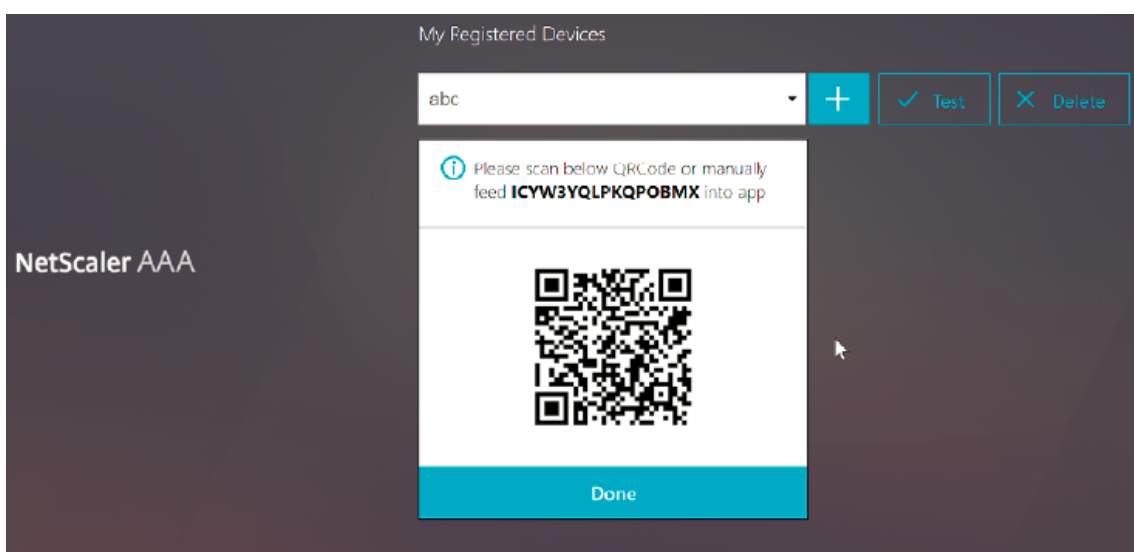 My Registered Devices
abc
Test
Delete
Please scan below QRCode or manually
feed ICYW3YQLPKQPOBMX into app
NetScaler AAA
Done